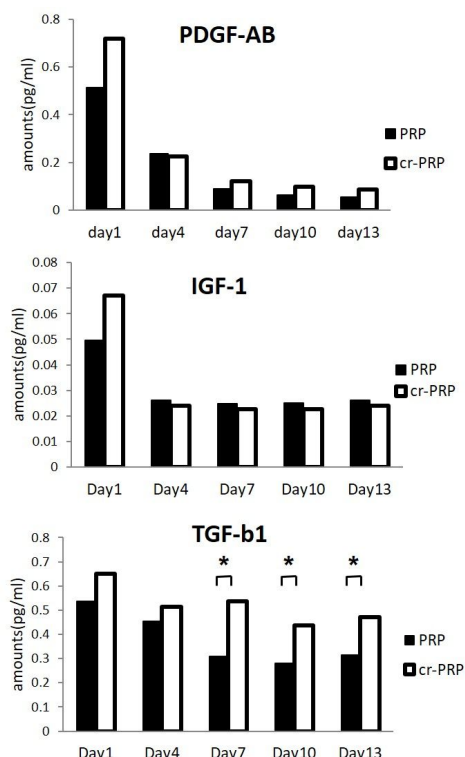 PDGF-AB
amounts(pg/ml)
0.8
0.6
0.4
0.2
0
day1 day4 day7 day10 day13
PRP
cr-PRP
IGF-1
amounts(pg/ml)
0.08
0.07
0.06
0.05
0.04
0.03
0.02
0.01
0
Day1 Day4 Day7 Day10 Day13
PRP
cr-PRP
TGF-b1
amounts(pg/ml)
0.7
0.6
0.5
0.4
0.3
0.2
0.1
0
* * *
Day1 Day4 Day7 Day10 Day13
PRP
cr-PRP